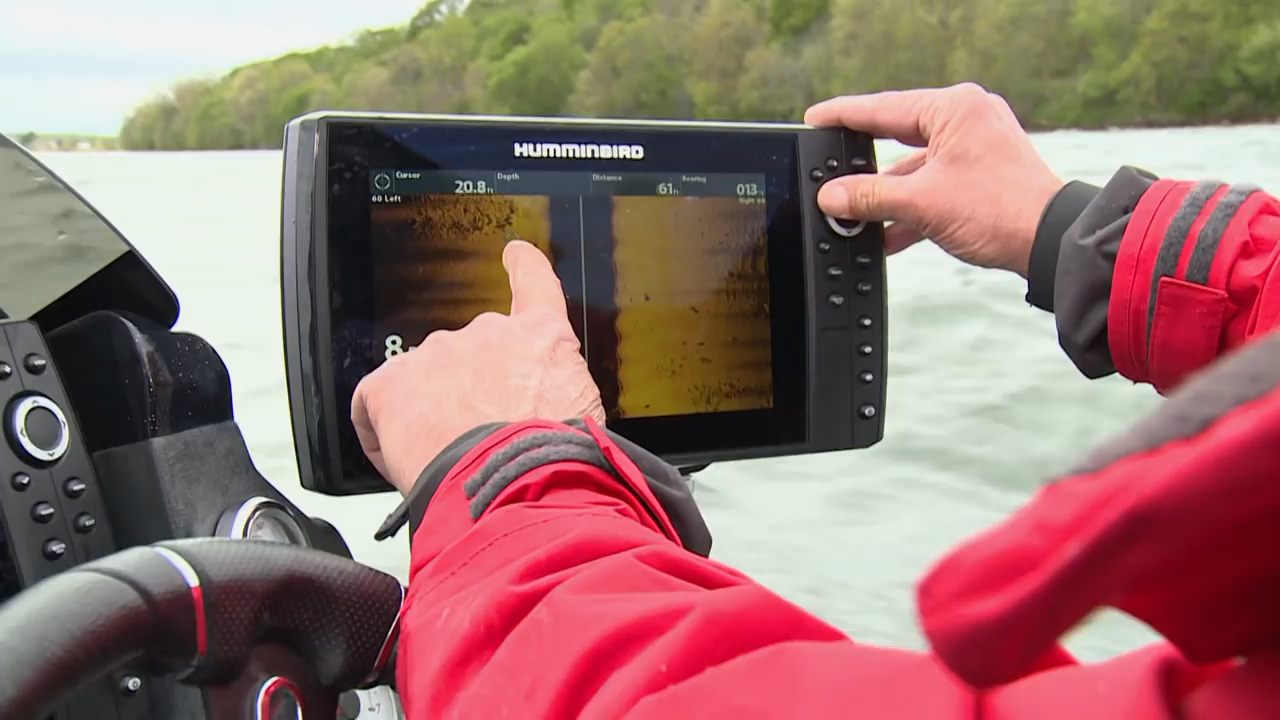 HUMMINBIRD
Cursor Depth Distance Bearing
20.8ft 61ft 013
60 Left
8